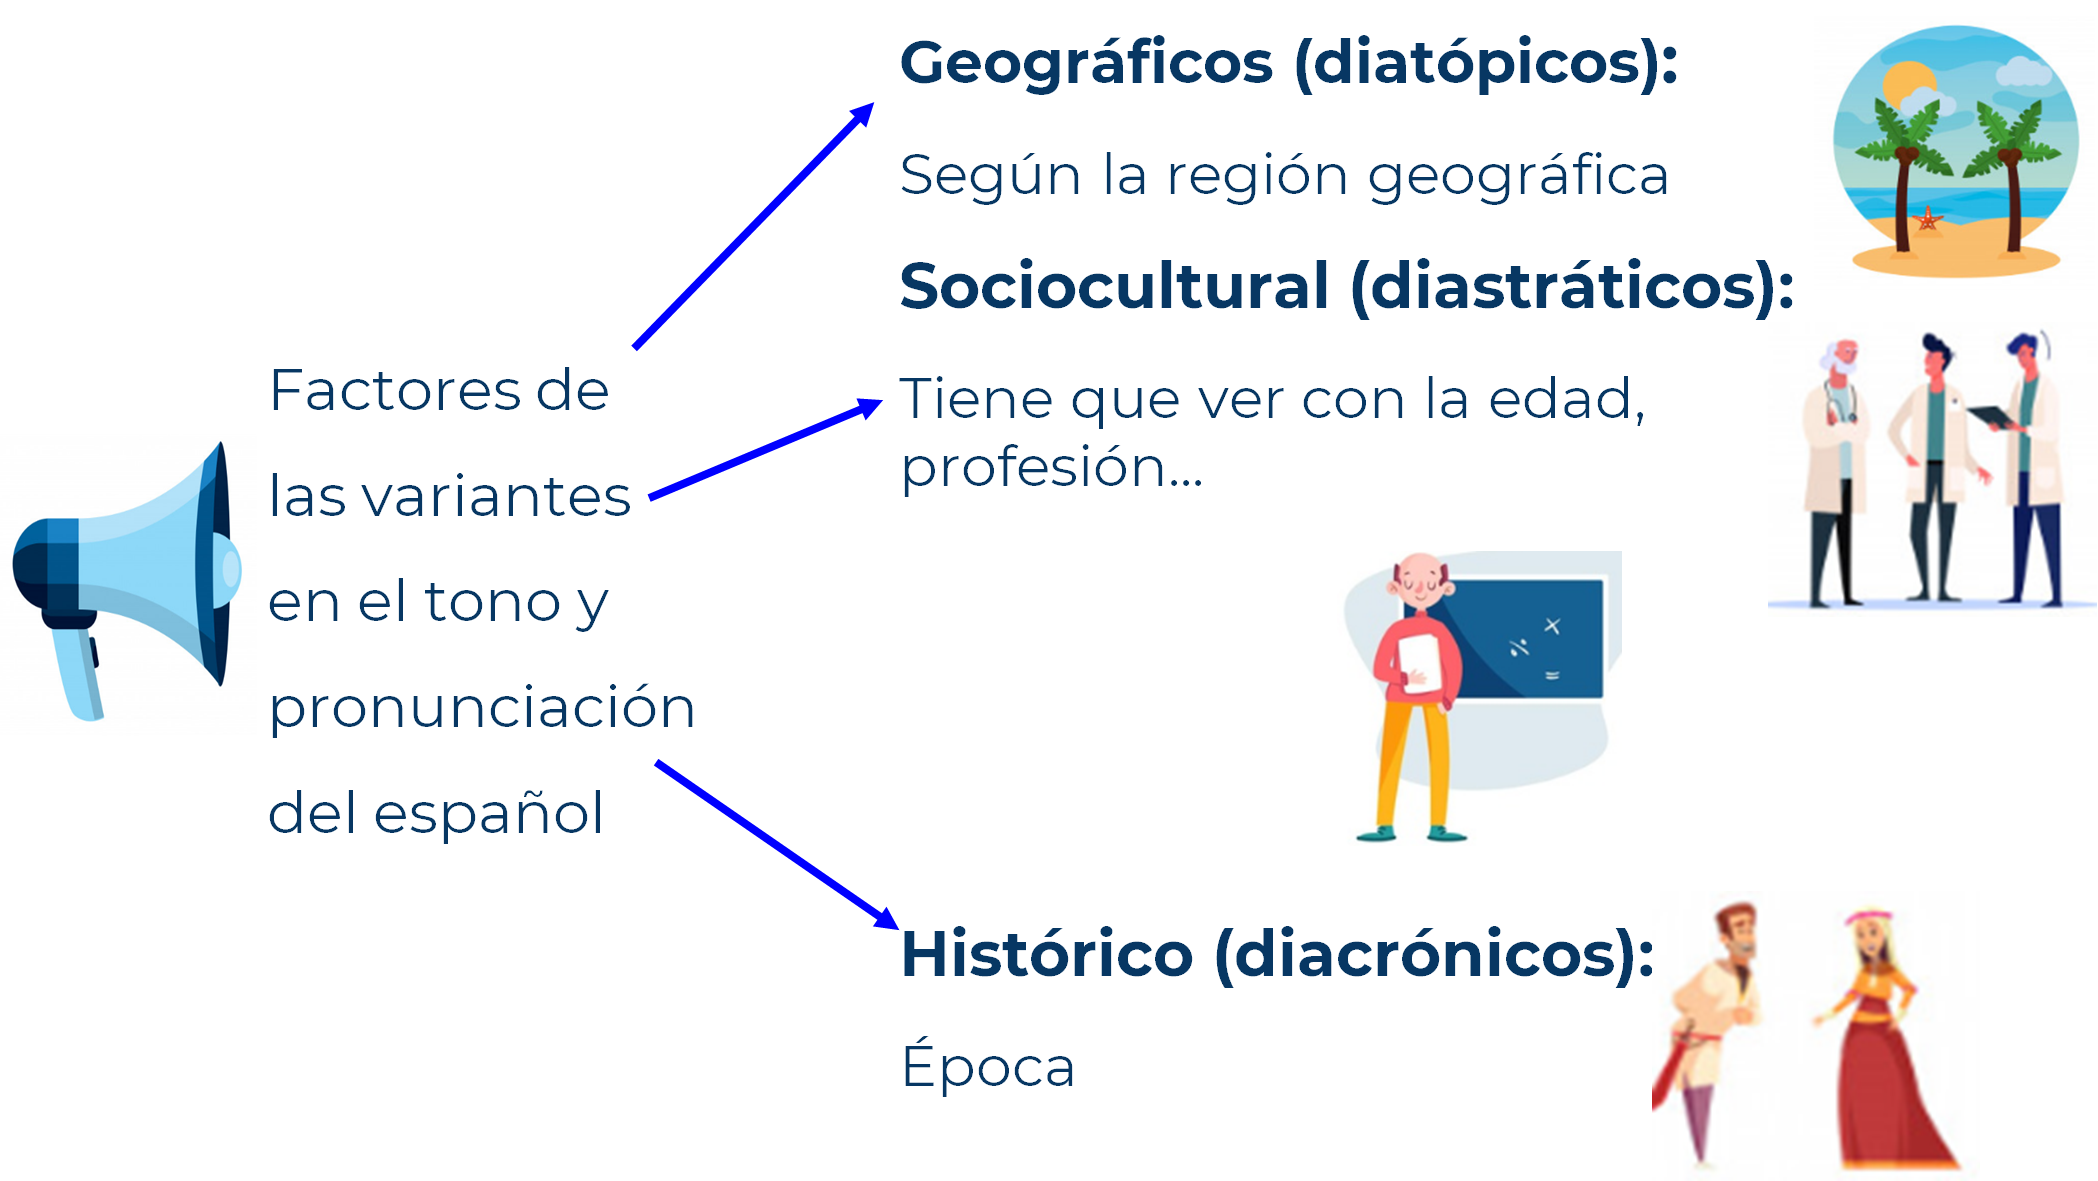 Factores de
las variantes
en el tono y
pronunciación
del español
Geográficos (diatópicos):
Según la región geográfica
Sociocultural (diastráticos):
Tiene que ver con la edad,
profesión...
Histórico (diacrónicos):
Época